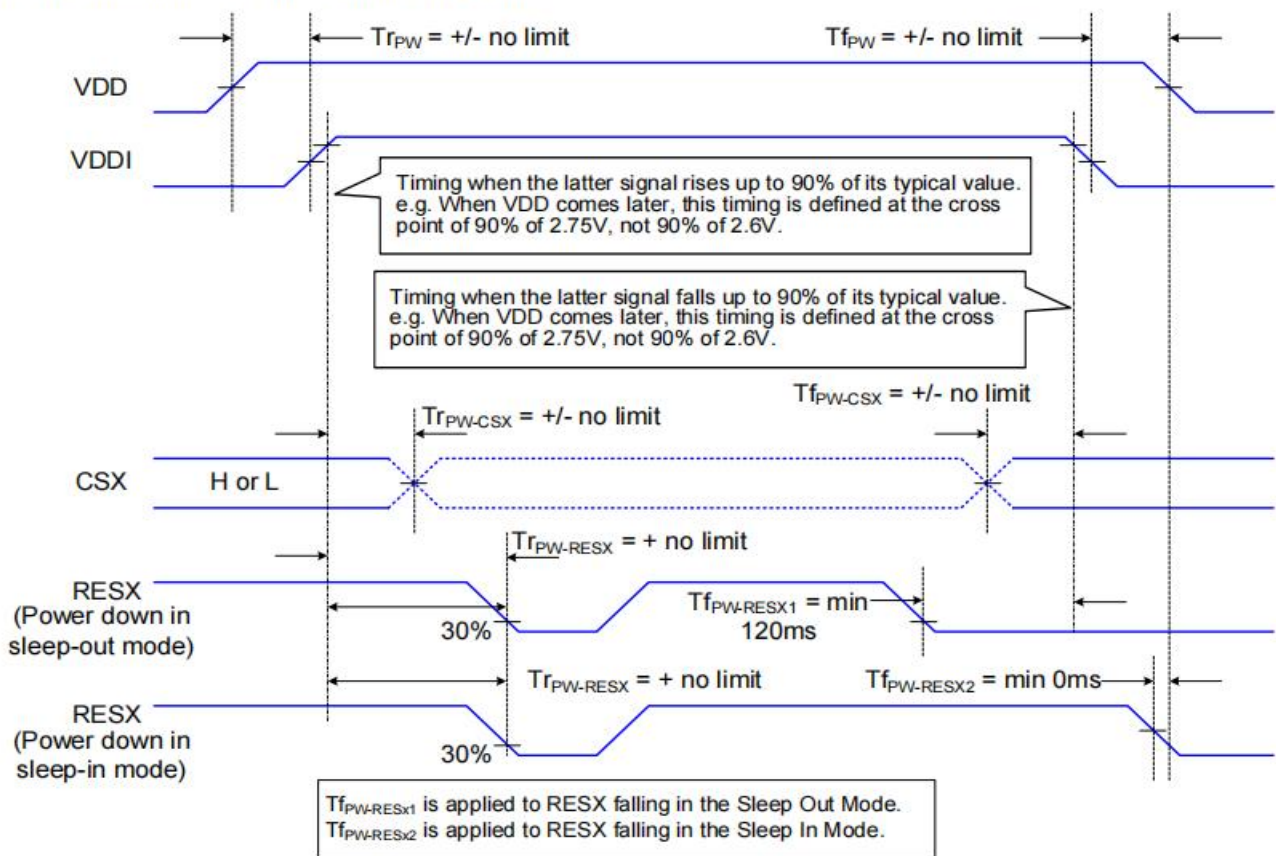 TrPW = +/- no limit
TfPW = +/- no limit
VDD
VDDI
Timing when the latter signal rises up to 90% of its typical value.
e.g. When VDD comes later, this timing is defined at the cross
point of 90% of 2.75V, not 90% of 2.6V.
Timing when the latter signal falls up to 90% of its typical value.
e.g. When VDD comes later, this timing is defined at the cross
point of 90% of 2.75V, not 90% of 2.6V.
TrPW-CSX = +/- no limit
TfPW-CSX = +/- no limit
CSX
H or L
TrPW-RESX = + no limit
RESX
(Power down in
sleep-out mode)
30%
TfPW-RESX1 = min
120ms
TrPW-RESX = + no limit
TfPW-RESX2 = min 0ms
RESX
(Power down in
sleep-in mode)
30%
TfPW-RESx1 is applied to RESX falling in the Sleep Out Mode.
TfPW-RESx2 is applied to RESX falling in the Sleep In Mode.